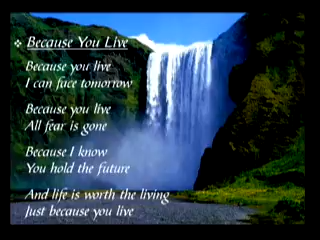 Because You Live
Because you live
I can face tomorrow
Because you live
All fear is gone
Because I know
You hold the future
And life is worth the living
Just because you live